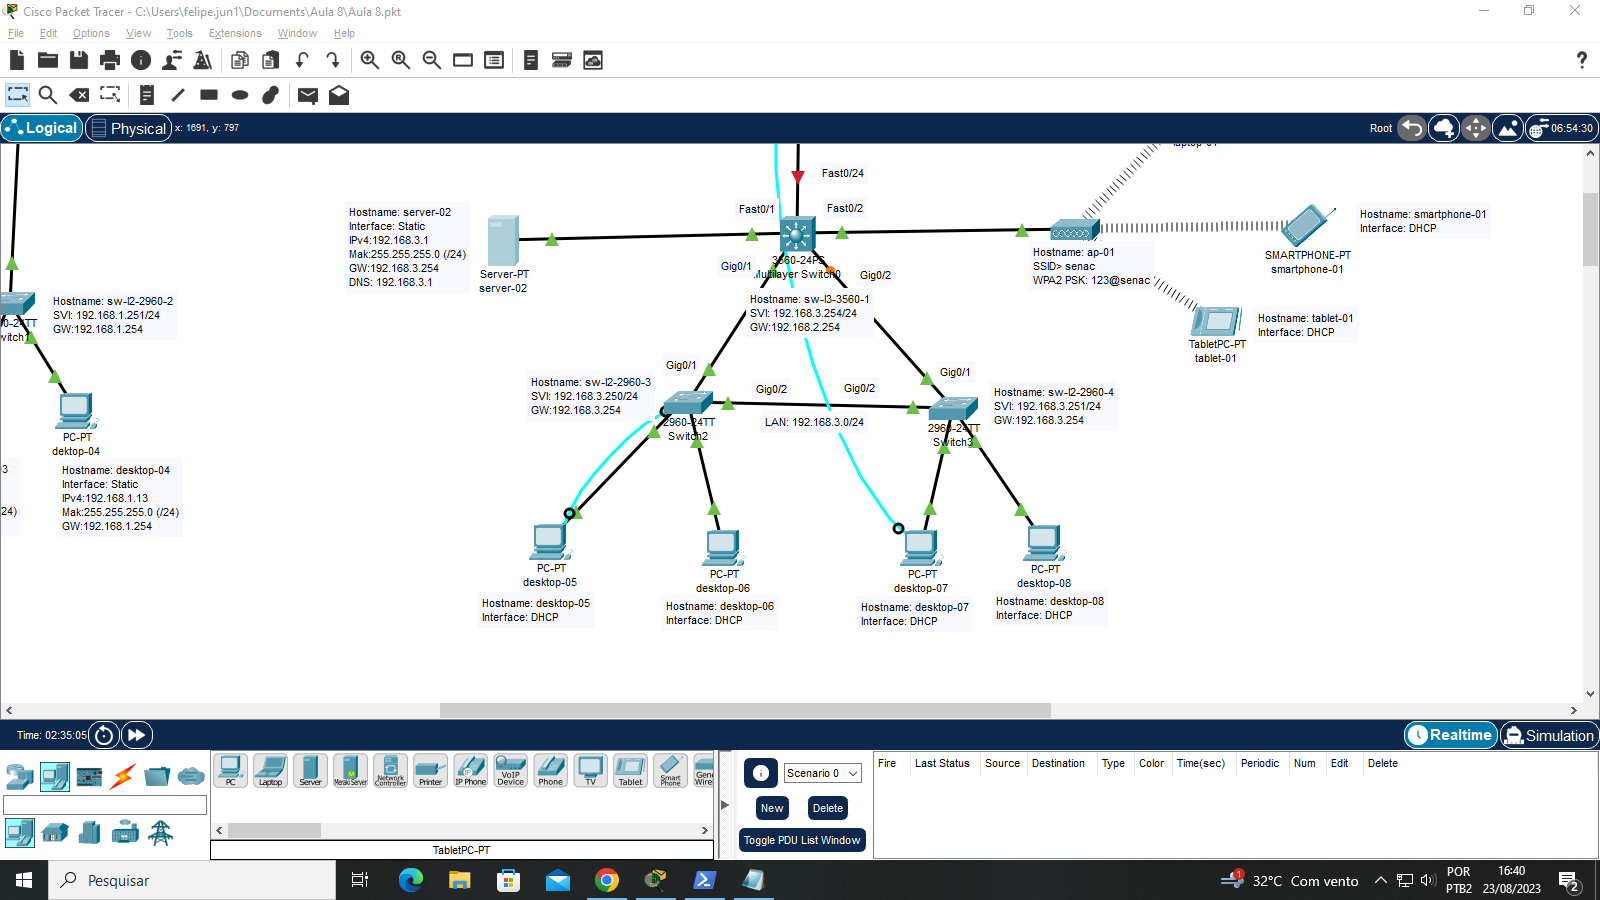 Cisco Packet Tracer - C:\Users\felipe.jun1\Documents\Aula 8\Aula 8.pkt
File Edit Options View Tools Extensions Window Help
Logical Physical x: 1691, y: 797
Root 06:54:30
Fast0/24
Fast0/1
Fast0/2
Gig0/1
Gig0/2
Hostname: server-02
Interface: Static
IPv4:192.168.3.1
Mak:255.255.255.0 (/24)
GW:192.168.3.254
DNS: 192.168.3.1
Server-PT
server-02
3560-24PS
Multilayer Switch0
Hostname: sw-l3-3560-1
SVI: 192.168.3.254/24
GW:192.168.2.254
Hostname: ap-01
SSID> senac
WPA2 PSK: 123@senac
Hostname: smartphone-01
Interface: DHCP
SMARTPHONE-PT
smartphone-01
Hostname: tablet-01
Interface: DHCP
TabletPC-PT
tablet-01
Hostname: sw-l2-2960-2
SVI: 192.168.1.251/24
GW:192.168.1.254
PC-PT
dektop-04
Hostname: desktop-04
Interface: Static
IPv4:192.168.1.13
Mak:255.255.255.0 (/24)
GW:192.168.1.254
3
24)
Gig0/1
Hostname: sw-l2-2960-3
SVI: 192.168.3.250/24
GW:192.168.3.254
2960-24TT
Switch2
Gig0/2
Gig0/2
LAN: 192.168.3.0/24
Gig0/1
Hostname: sw-l2-2960-4
SVI: 192.168.3.251/24
GW:192.168.3.254
2960-24TT
Switch3
PC-PT
desktop-05
Hostname: desktop-05
Interface: DHCP
PC-PT
desktop-06
Hostname: desktop-06
Interface: DHCP
PC-PT
desktop-07
Hostname: desktop-07
Interface: DHCP
PC-PT
desktop-08
Hostname: desktop-08
Interface: DHCP
Time: 02:35:05
Realtime Simulation
PC Laptop Server Meraki Server Network Controller Printer IP Phone VoIP Device Phone TV Tablet Smart Phone
TabletPC-PT
Scenario 0
New Delete
Toggle PDU List Window
Fire Last Status Source Destination Type Color Time(sec) Periodic Num Edit Delete
Pesquisar
1
32°C Com vento
POR
PTB2
16:40
23/08/2023
2